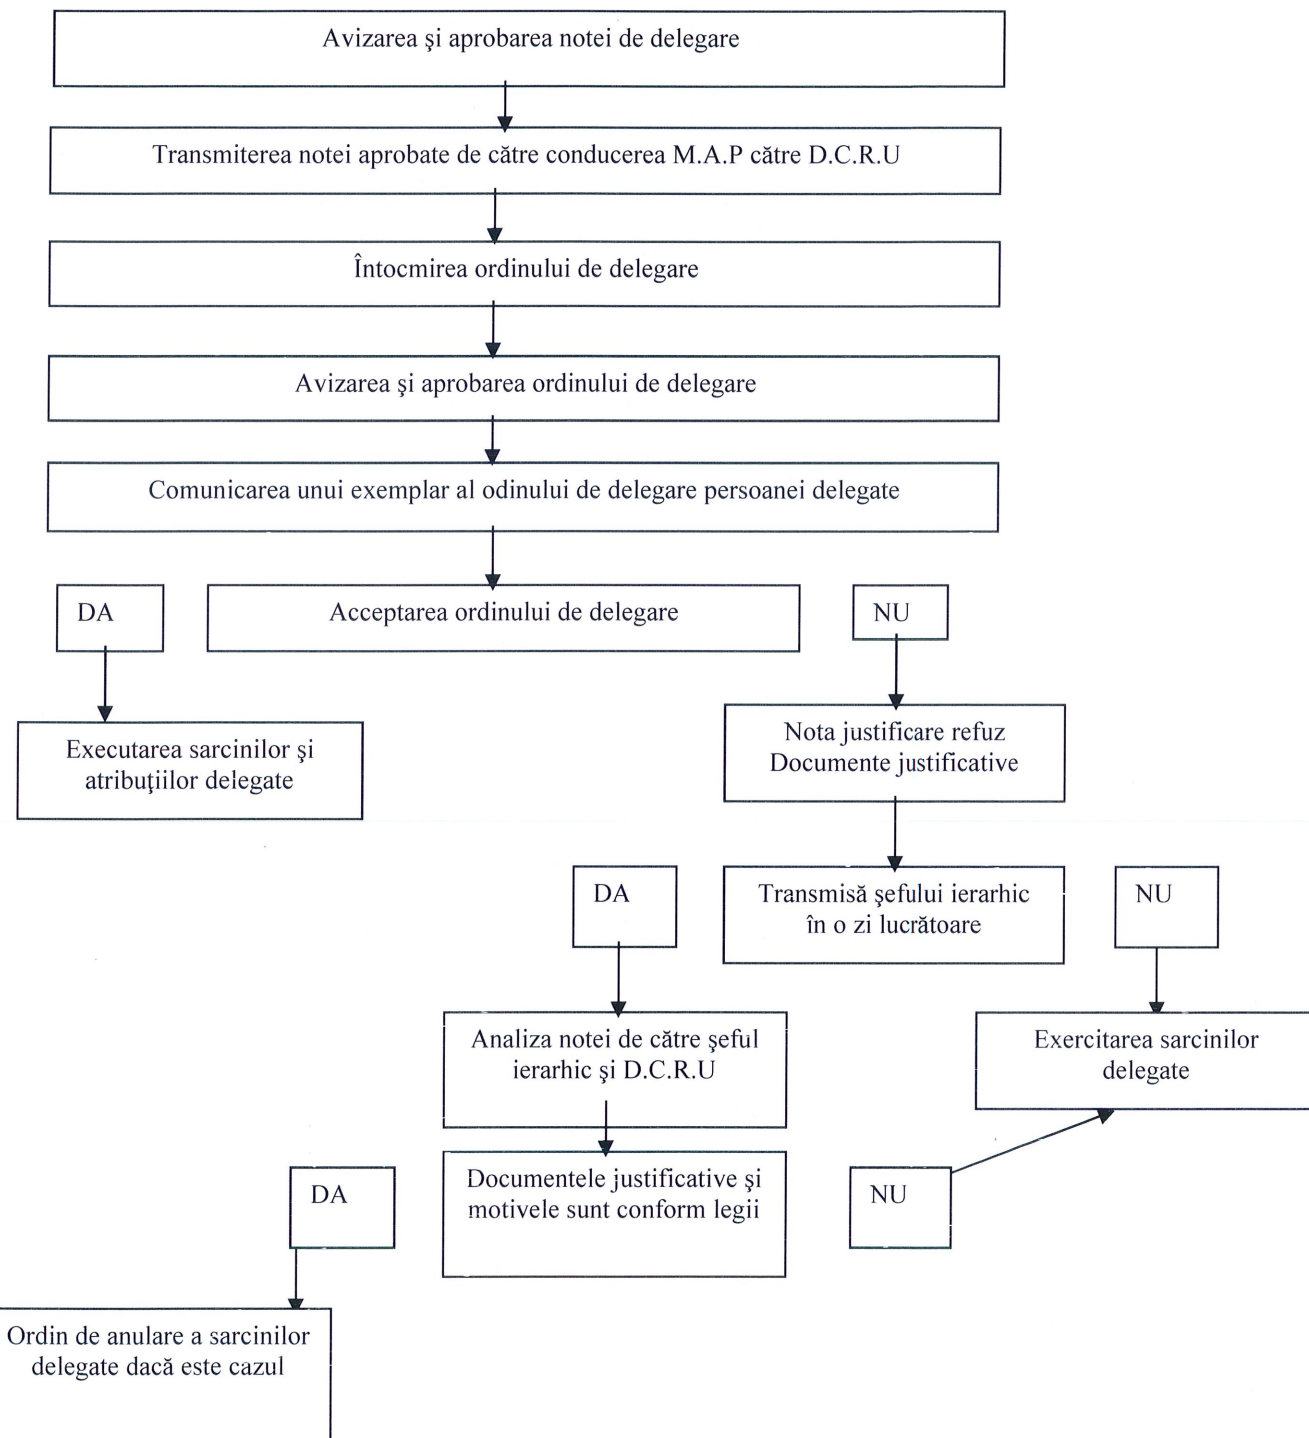 Avizarea şi aprobarea notei de delegare
Transmiterea notei aprobate de către conducerea M.A.P către D.C.R.U
Întocmirea ordinului de delegare
Avizarea şi aprobarea ordinului de delegare
Comunicarea unui exemplar al odinului de delegare persoanei delegate
DA
Acceptarea ordinului de delegare
NU
Executarea sarcinilor şi
atribuţiilor delegate
Nota justificare refuz
Documente justificative
DA
Transmisă şefului ierarhic
în o zi lucrătoare
NU
Analiza notei de către şeful
ierarhic şi D.C.R.U
Exercitarea sarcinilor
delegate
DA
Documentele justificative şi
motivele sunt conform legii
NU
Ordin de anulare a sarcinilor
delegate dacă este cazul